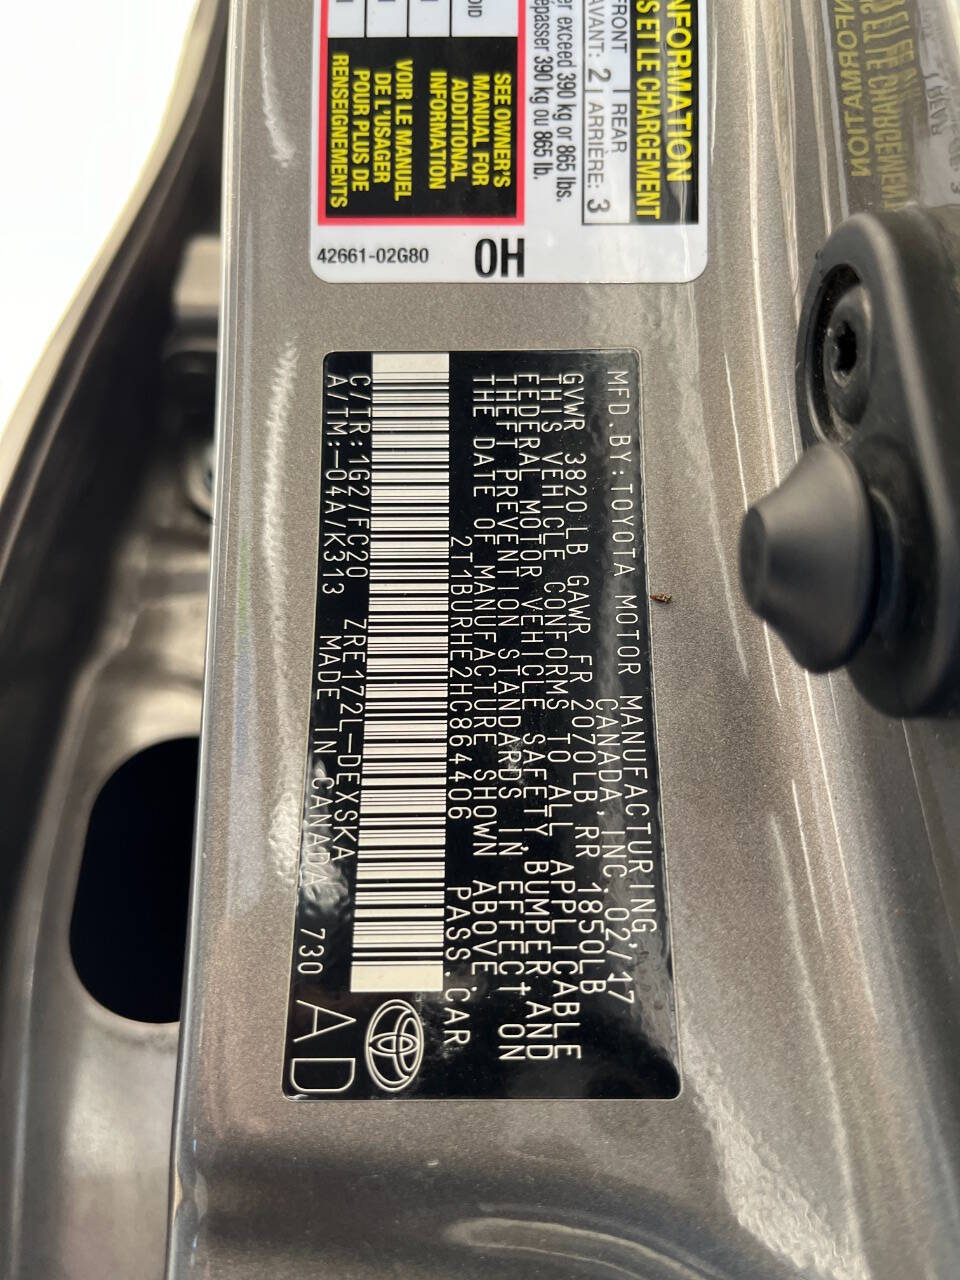 INFORMATION
S ET LE CHARGEMENT
FRONT 2 REAR
AVANT: 2 ARRIÈRE: 3
er exceed 390 kg or 865 lbs.
épasser 390 kg ou 865 lb.
OID
SEE OWNER'S
MANUAL FOR
ADDITIONAL
INFORMATION
VOIR LE MANUEL
DE L'USAGER
POUR PLUS DE
RENSEIGNEMENTS
42661-02G80 0H
MFD.BY:TOYOTA MOTOR MANUFACTURING,
CANADA,INC. 02/17
GVWR 3820 LB GAWR FR 2070LB RR 1850LB
THIS VEHICLE CONFORMS TO ALL APPLICABLE
FEDERAL MOTOR VEHICLE SAFETY,BUMPER,AND
THEFT PREVENTION STANDARDS IN EFFECT ON
THE DATE OF MANUFACTURE SHOWN ABOVE.
2T1BURHE2HC864406 PASS.CAR
C/TR:1G2/FC20 ZRE172L-DEXSKA
A/TM:-04A/K313 MADE IN CANADA 730
AD